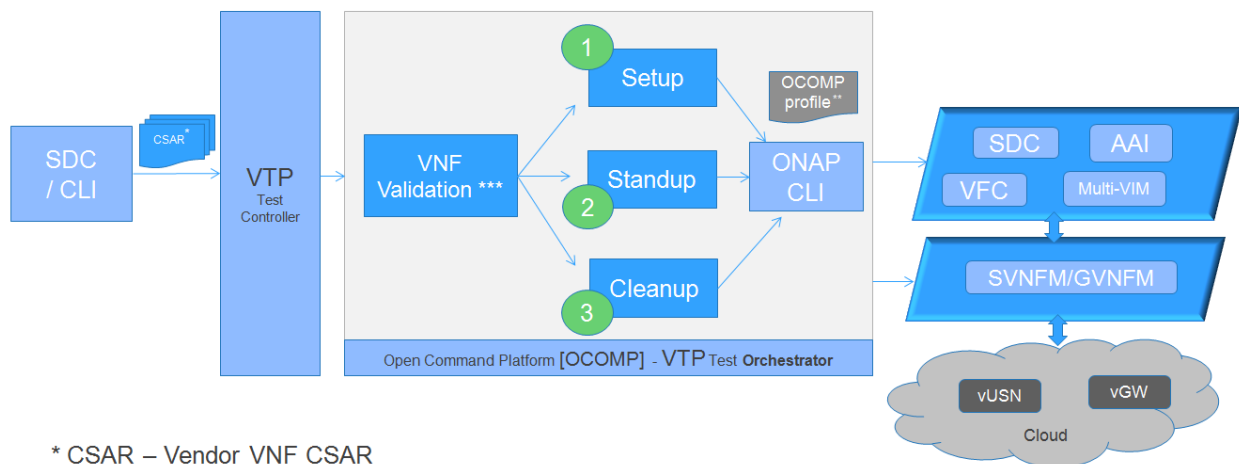 SDC
/ CLI
CSAR*
VTP
Test
Controller
VNF
Validation ***
1
Setup
2
Standup
3
Cleanup
OCOMP
profile**
ONAP
CLI
Open Command Platform [OCOMP] - VTP Test Orchestrator
SDC
AAI
VFC
Multi-VIM
SVNFM/GVNFM
vUSN
vGW
Cloud
* CSAR – Vendor VNF CSAR